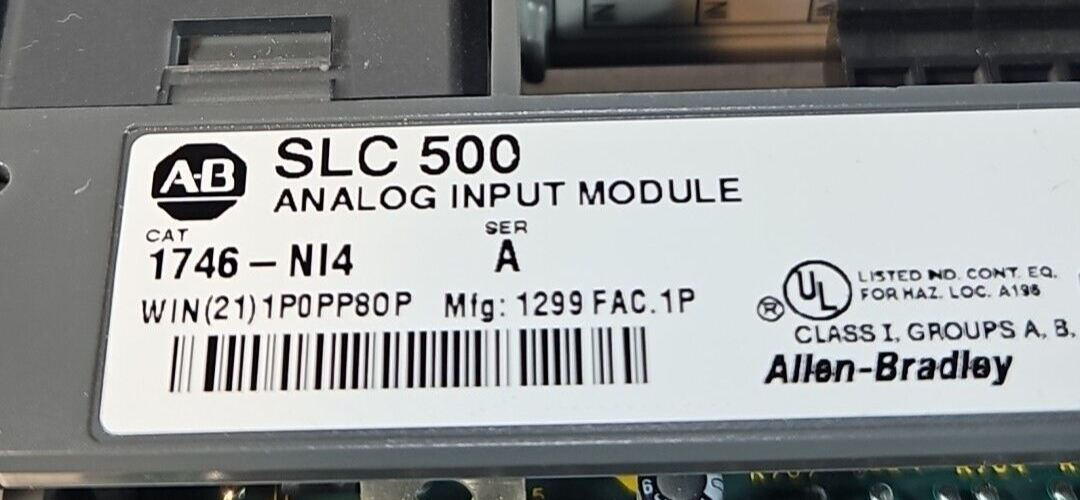 A-B
SLC 500
ANALOG INPUT MODULE
CAT
SER
1746-NI4
A
WIN(21)1P0PP80P Mfg: 1299 FAC.1P
UL
®
LISTED IND. CONT. EQ.
FOR HAZ. LOC. A196
CLASS I, GROUPS A, B,
Allen-Bradley